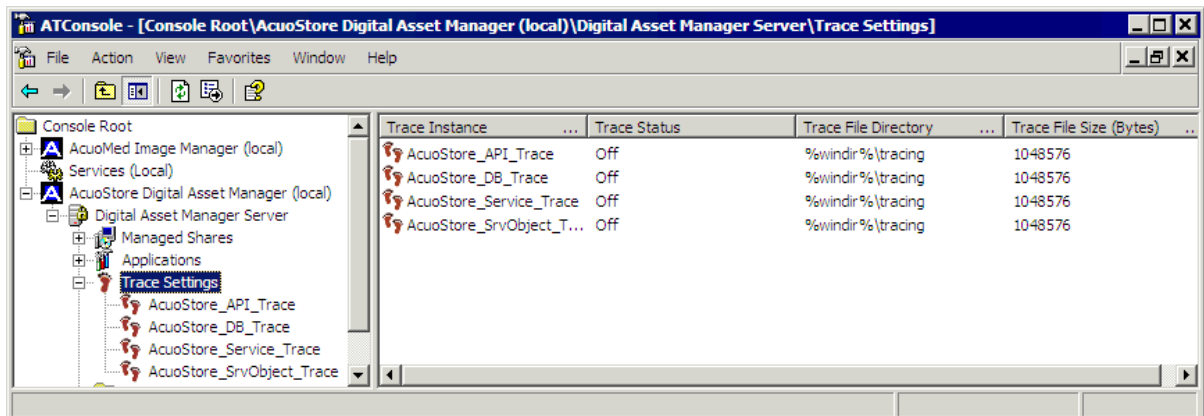 ATConsole - [Console Root\AcuoStore Digital Asset Manager (local)\Digital Asset Manager Server\Trace Settings]
File Action View Favorites Window Help
Console Root
AcuoMed Image Manager (local)
Services (Local)
AcuoStore Digital Asset Manager (local)
Digital Asset Manager Server
Managed Shares
Applications
Trace Settings
AcuoStore_API_Trace
AcuoStore_DB_Trace
AcuoStore_Service_Trace
AcuoStore_SrvObject_Trace
Trace Instance ... Trace Status Trace File Directory ... Trace File Size (Bytes) ..
AcuoStore_API_Trace Off %windir%\tracing 1048576
AcuoStore_DB_Trace Off %windir%\tracing 1048576
AcuoStore_Service_Trace Off %windir%\tracing 1048576
AcuoStore_SrvObject_T... Off %windir%\tracing 1048576